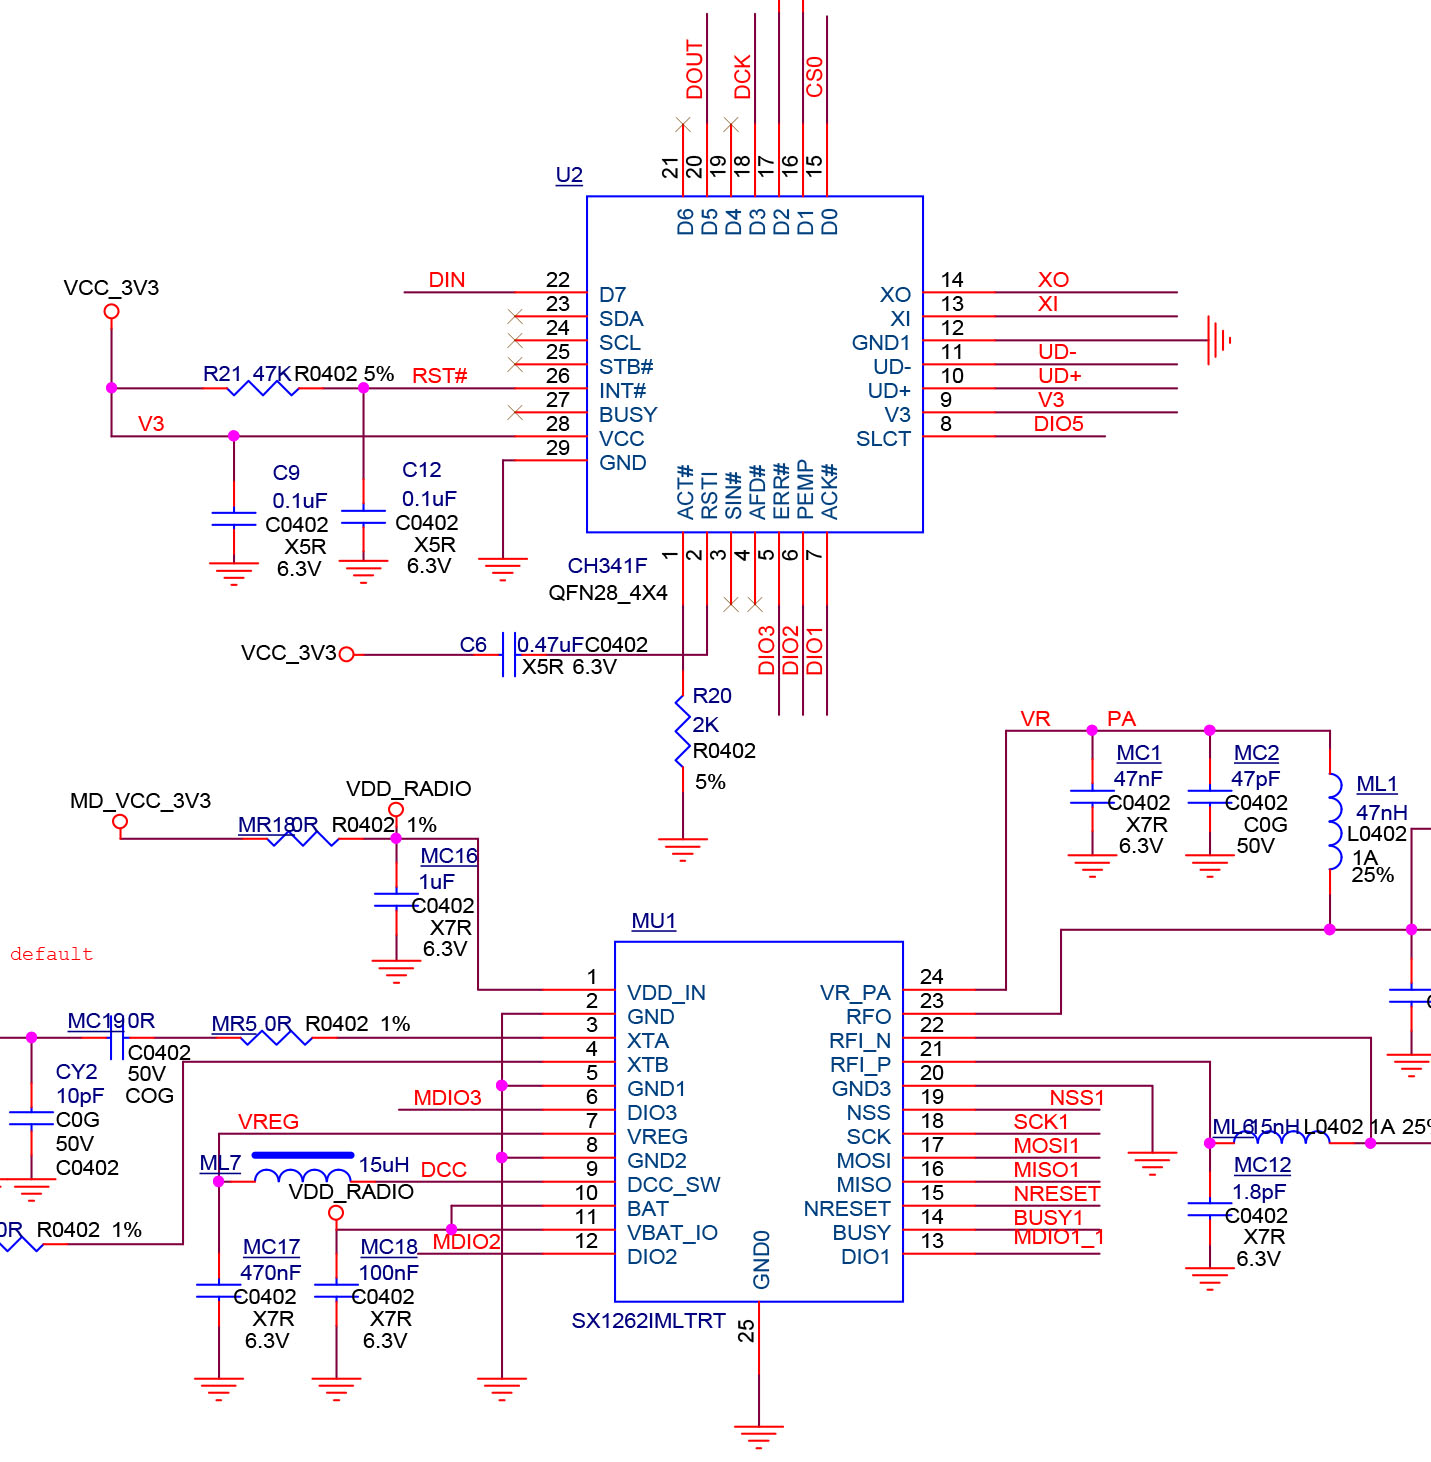 DOUT
DCK
CS0
21
20
19
18
17
16
15
U2
D6
D5
D4
D3
D2
D1
D0
VCC_3V3
DIN
22
D7
23
SDA
24
SCL
25
STB#
R21 47K R0402 5%
RST#
26
INT#
27
BUSY
V3
28
VCC
29
GND
XO
14
XO
XI
13
XI
GND1
12
UD-
11
UD-
UD+
10
UD+
V3
9
V3
SLCT
8
DIO5
ACT#
RSTI
SIN#
AFD#
ERR#
PEMP
ACK#
1
2
3
4
5
6
7
C9
0.1uF
C0402
X5R
6.3V
C12
0.1uF
C0402
X5R
6.3V
CH341F
QFN28_4X4
VCC_3V3
C6
0.47uF C0402
X5R 6.3V
DIO3
DIO2
DIO1
R20
2K
R0402
5%
VR_PA
MC1
47nF
C0402
X7R
6.3V
MC2
47pF
C0402
C0G
50V
ML1
47nH
L0402
1A
25%
MD_VCC_3V3
VDD_RADIO
MR18 0R R0402 1%
MC16
1uF
C0402
X7R
6.3V
default
MU1
1
VDD_IN
2
GND
3
XTA
4
XTB
5
GND1
6
DIO3
7
VREG
8
GND2
9
DCC_SW
10
BAT
11
VBAT_IO
12
DIO2
24
VR_PA
23
RFO
22
RFI_N
21
RFI_P
20
GND3
19
NSS
NSS1
18
SCK
SCK1
17
MOSI
MOSI1
16
MISO
MISO1
15
NRESET
NRESET
14
BUSY
BUSY1
13
DIO1
MDIO1_1
GND0
25
SX1262IMLTRT
MC19 0R
C0402
50V
COG
MR5 0R R0402 1%
CY2
10pF
C0G
50V
C0402
MDIO3
VREG
ML7
15uH
DCC
VDD_RADIO
MDIO2
0R R0402 1%
MC17
470nF
C0402
X7R
6.3V
MC18
100nF
C0402
X7R
6.3V
ML6 15nH L0402 1A 25%
MC12
1.8pF
C0402
X7R
6.3V